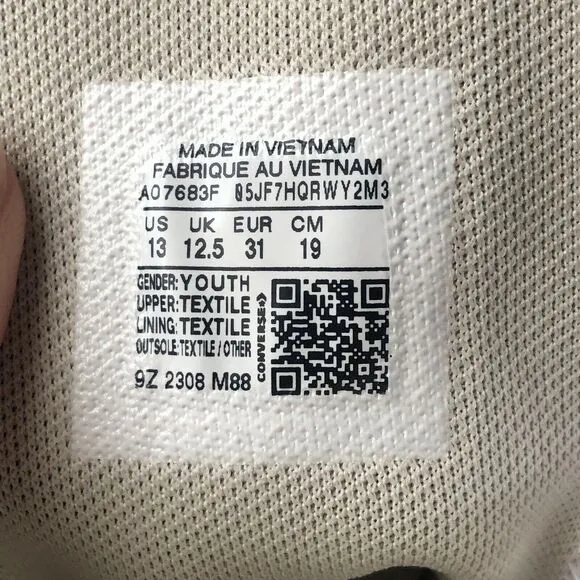 MADE IN VIETNAM
FABRIQUE AU VIETNAM
A07683F 05JF7HQRWY2M3
US UK EUR CM
13 12.5 31 19
GENDER: YOUTH
UPPER: TEXTILE
LINING: TEXTILE
OUTSOLE: TEXTILE / OTHER
CONVERSE
9Z 2308 M88